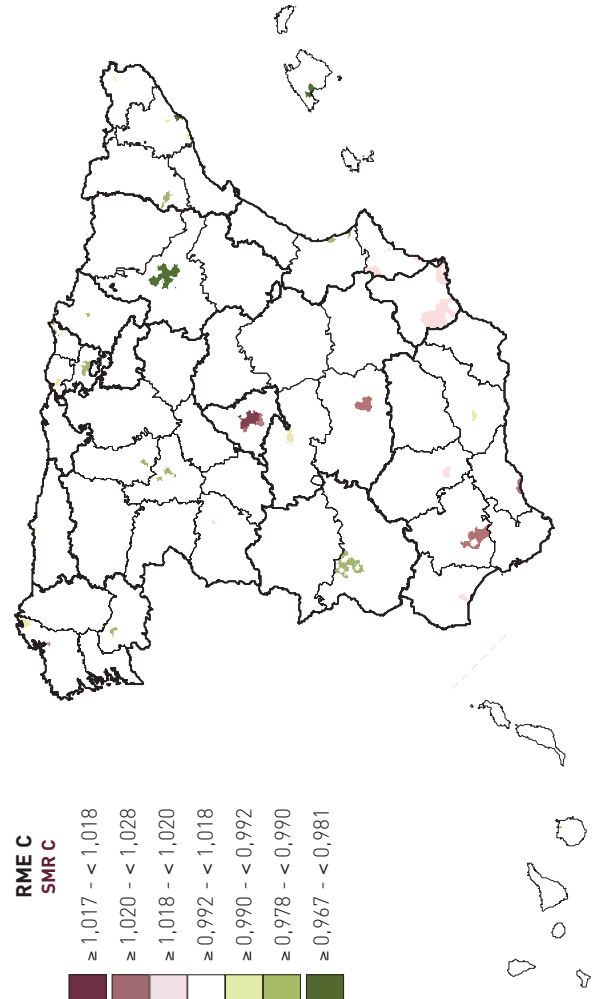 RME C
SMR C
≥ 1,017 - < 1,018
≥ 1,020 - < 1,028
≥ 1,018 - < 1,020
≥ 0,992 - < 1,018
≥ 0,990 - < 0,992
≥ 0,978 - < 0,990
≥ 0,967 - < 0,981